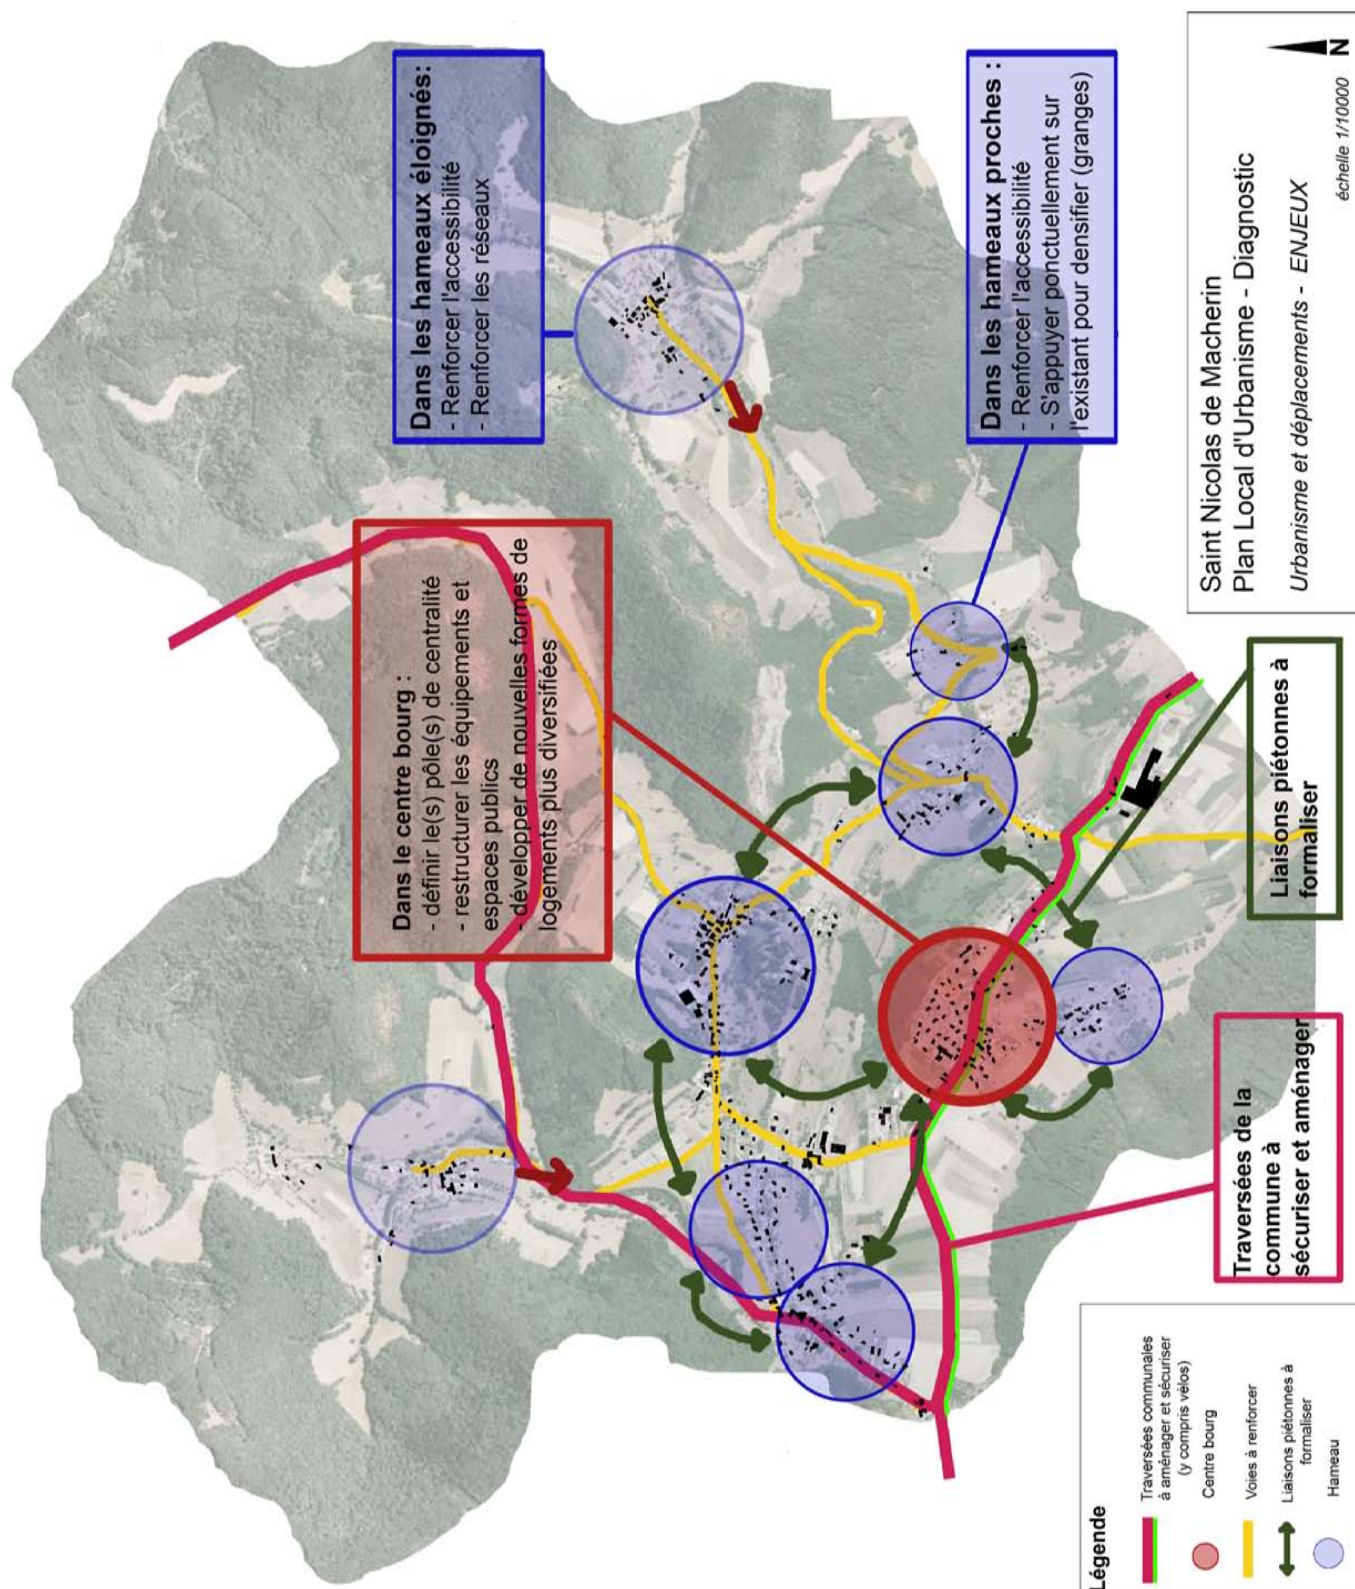 Dans les hameaux éloignés:
- Renforcer l'accessibilité
- Renforcer les réseaux
Dans le centre bourg :
- définir le(s) pôle(s) de centralité
- restructurer les équipements et
espaces publics
- développer de nouvelles formes de
logements plus diversifiées
Dans les hameaux proches :
- Renforcer l'accessibilité
- S'appuyer ponctuellement sur
l'existant pour densifier (granges)
Traversées de la
commune à
sécuriser et aménager
Liaisons piétonnes à
formaliser
Légende
Traversées communales
à aménager et sécuriser
(y compris vélos)
Centre bourg
Voies à renforcer
Liaisons piétonnes à
formaliser
Hameau
Saint Nicolas de Macherin
Plan Local d'Urbanisme - Diagnostic
Urbanisme et déplacements - ENJEUX
N
échelle 1/10000